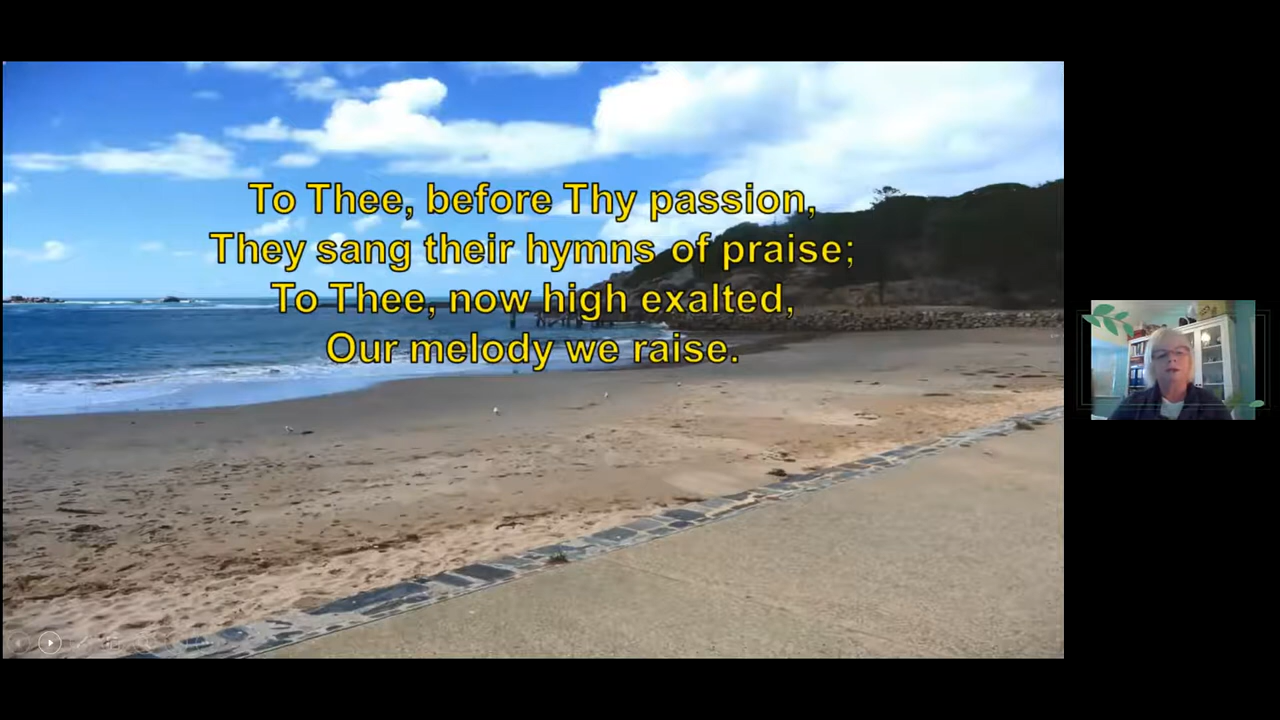 To Thee, before Thy passion,
They sang their hymns of praise;
To Thee, now high exalted,
Our melody we raise.